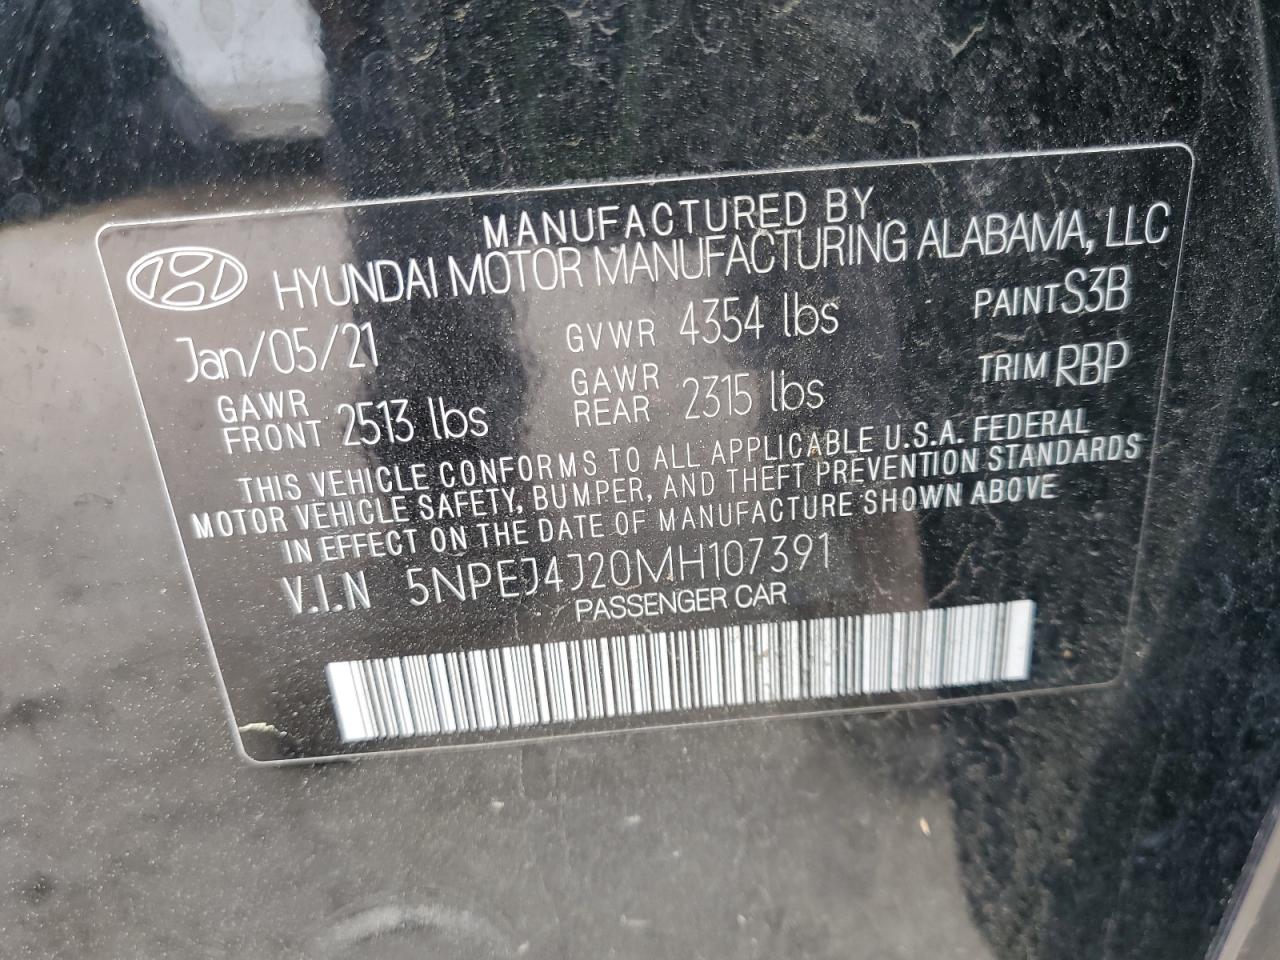 MANUFACTURED BY
HYUNDAI MOTOR MANUFACTURING ALABAMA, LLC
Jan/05/21 GVWR 4354 lbs PAINT S3B
GAWR FRONT 2513 lbs GAWR REAR 2315 lbs TRIM RBP
THIS VEHICLE CONFORMS TO ALL APPLICABLE U.S.A. FEDERAL
MOTOR VEHICLE SAFETY, BUMPER, AND THEFT PREVENTION STANDARDS
IN EFFECT ON THE DATE OF MANUFACTURE SHOWN ABOVE
V.I.N 5NPEJ4J20MH107391
PASSENGER CAR